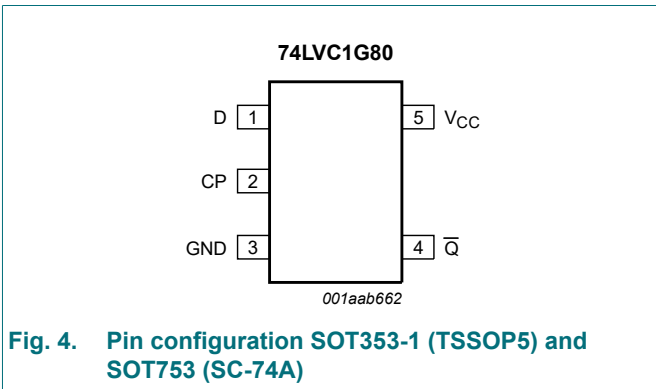 74LVC1G80
D 1
5 VCC
CP 2
GND 3
4 Q̅
001aab662
Fig. 4. Pin configuration SOT353-1 (TSSOP5) and
SOT753 (SC-74A)